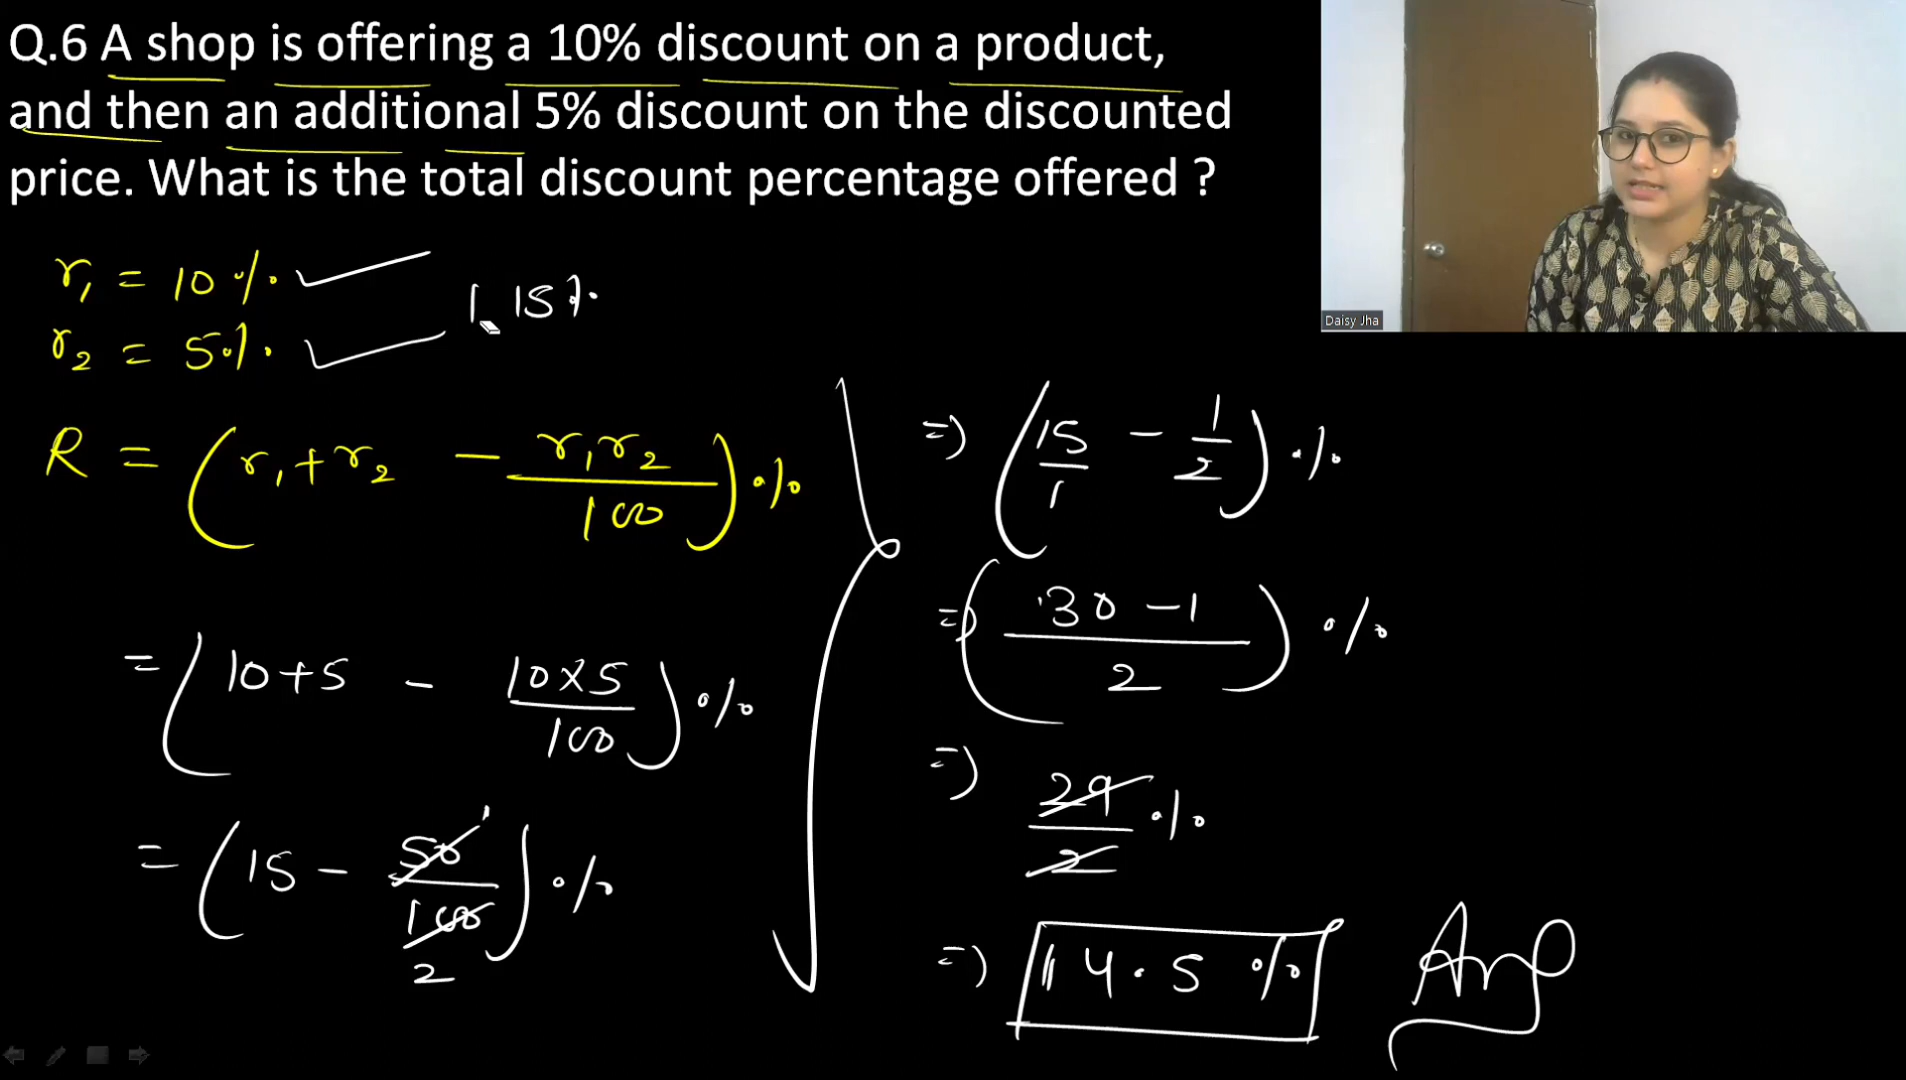 Q.6 A shop is offering a 10% discount on a product,
and then an additional 5% discount on the discounted
price. What is the total discount percentage offered ?
Daisy Jha
r₁ = 10%
15%
r₂ = 5%
R = (r₁+r₂ - r₁r₂/100)%
= (10+5 - 10×5/100)%
= (15 - 50/100)%
1
2
=) (15/1 - 1/2)%
=) (30-1/2)%
=) 29/2 %
=) 14.5 %
Ans